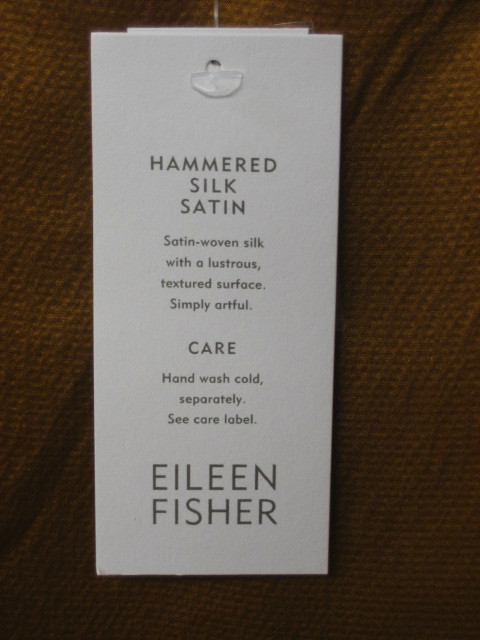 HAMMERED
SILK
SATIN
Satin-woven silk
with a lustrous,
textured surface.
Simply artful.
CARE
Hand wash cold,
separately.
See care label.
EILEEN
FISHER